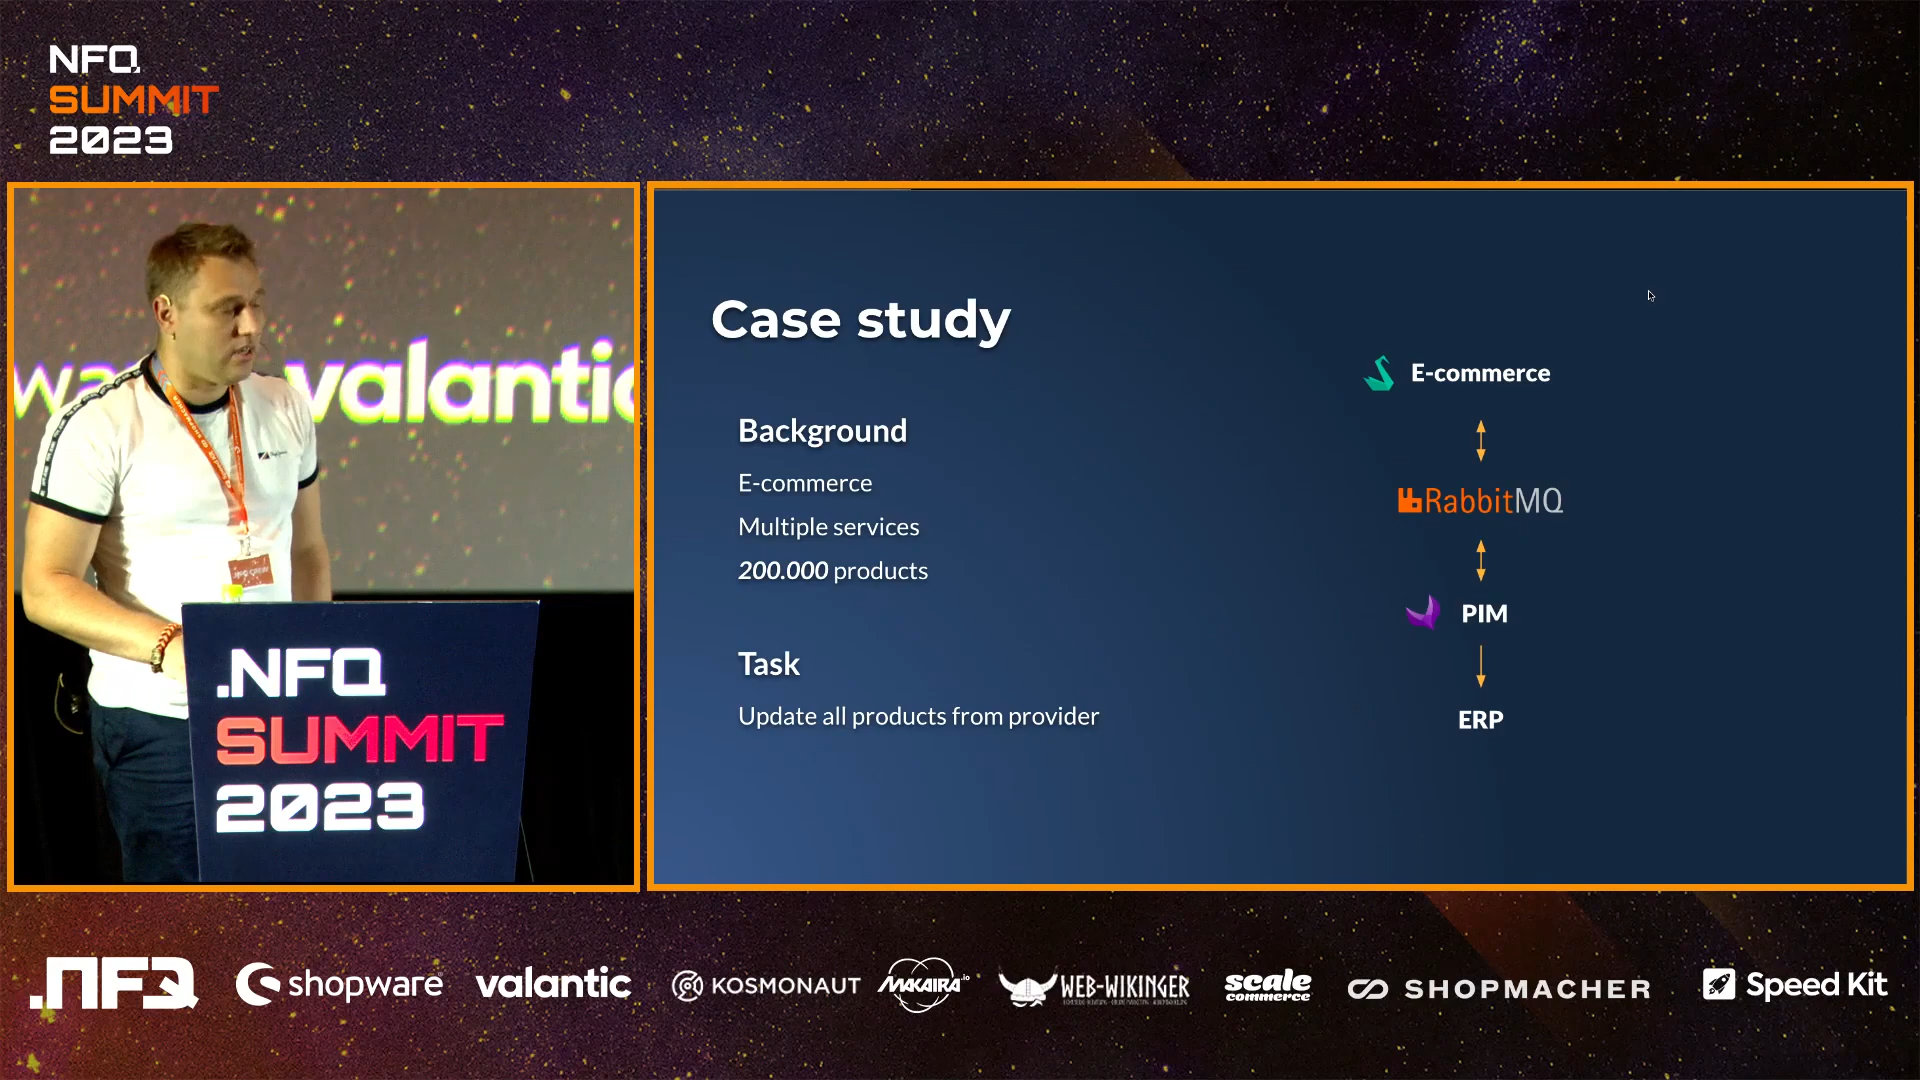 NFQ
SUMMIT
2023
valantic
.NFQ
SUMMIT
2023
Case study
Background
E-commerce
Multiple services
200.000 products
Task
Update all products from provider
E-commerce
RabbitMQ
PIM
ERP
.NFQ
shopware
valantic
KOSMONAUT
MAKAIRA.io
WEB-WIKINGER
scale
commerce
SHOPMACHER
Speed Kit